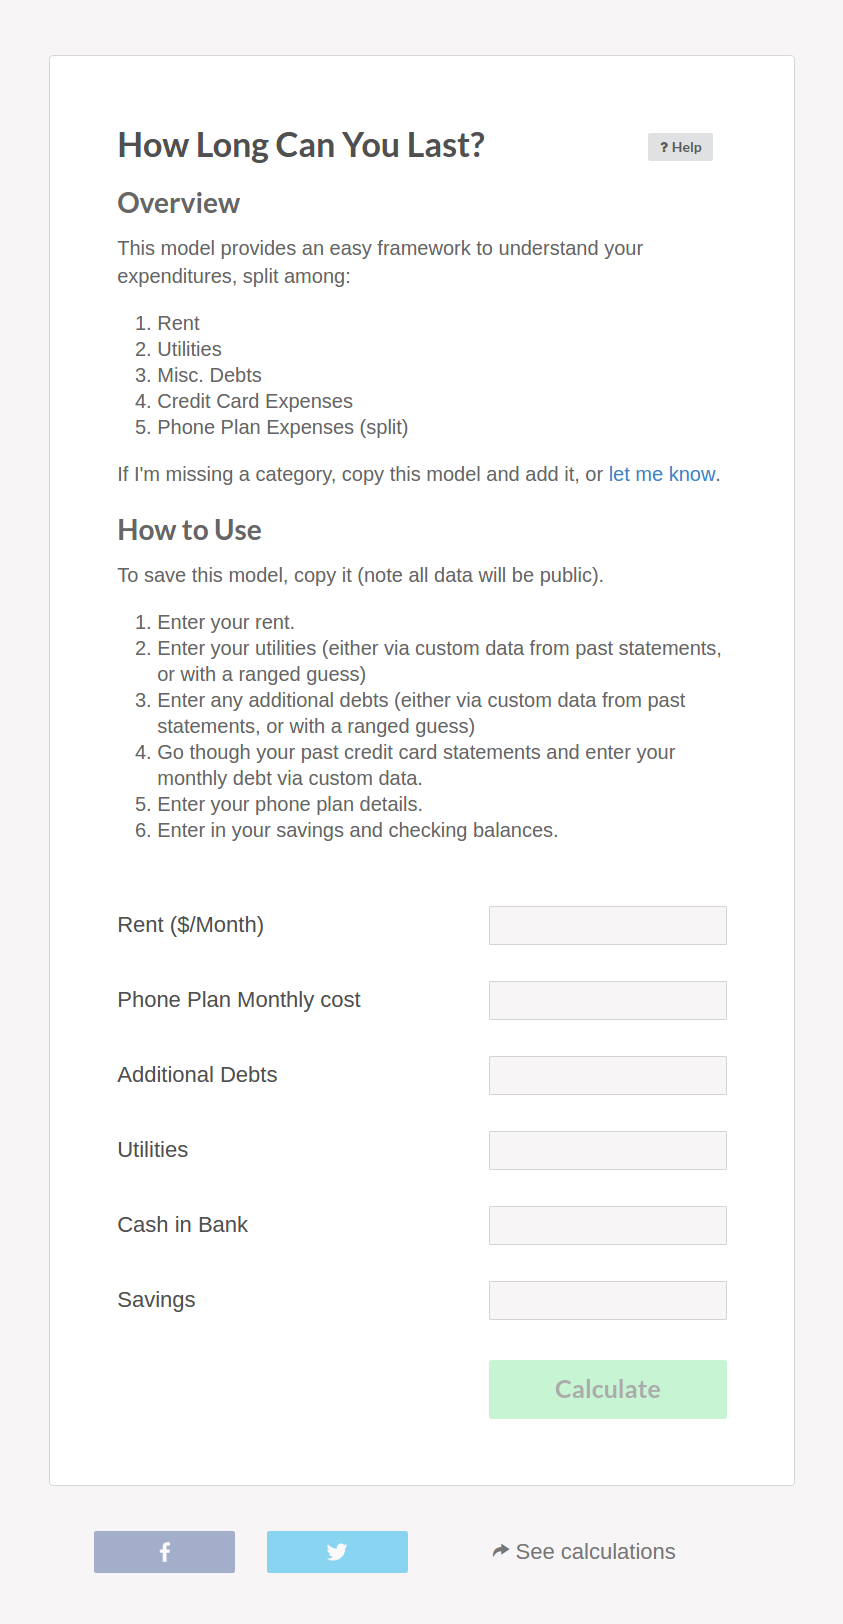 How Long Can You Last?
? Help
Overview
This model provides an easy framework to understand your
expenditures, split among:
1. Rent
2. Utilities
3. Misc. Debts
4. Credit Card Expenses
5. Phone Plan Expenses (split)
If I'm missing a category, copy this model and add it, or let me know.
How to Use
To save this model, copy it (note all data will be public).
1. Enter your rent.
2. Enter your utilities (either via custom data from past statements,
or with a ranged guess)
3. Enter any additional debts (either via custom data from past
statements, or with a ranged guess)
4. Go though your past credit card statements and enter your
monthly debt via custom data.
5. Enter your phone plan details.
6. Enter in your savings and checking balances.
Rent ($/Month)
Phone Plan Monthly cost
Additional Debts
Utilities
Cash in Bank
Savings
Calculate
See calculations